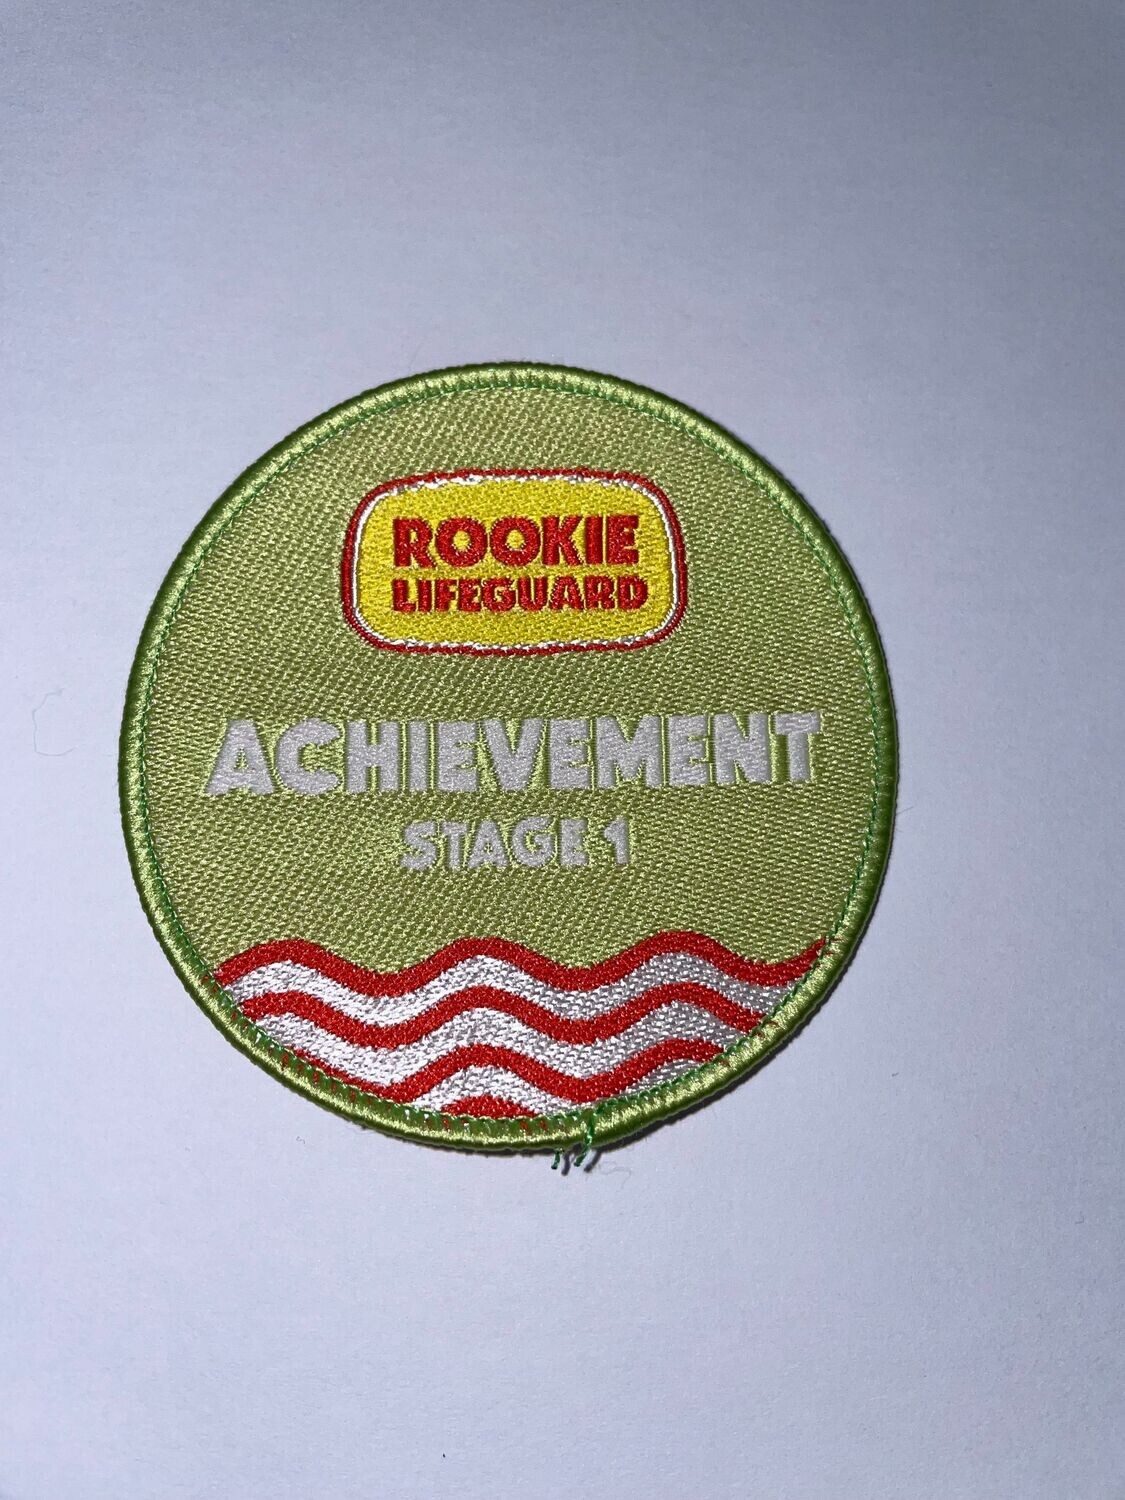 ROOKIE
LIFEGUARD
ACHIEVEMENT
STAGE 1